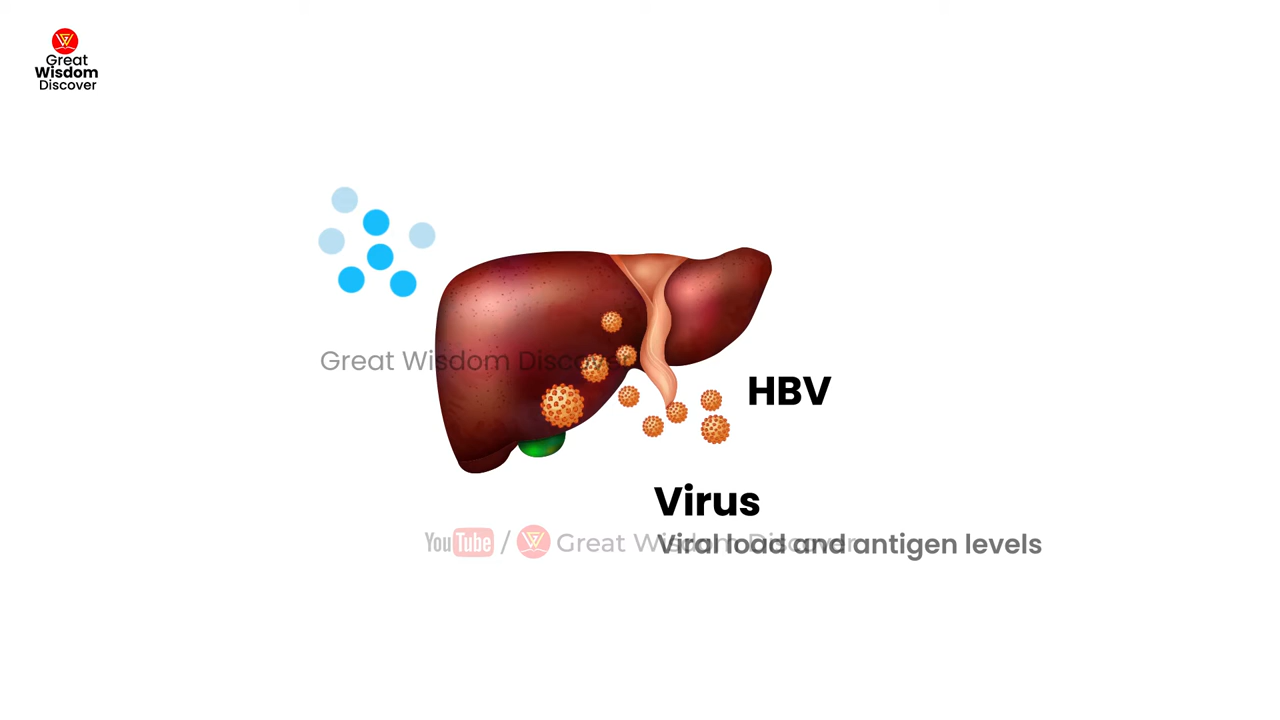 Great
Wisdom
Discover
Great Wisdom Discover
HBV
Virus
YouTube / Great Wisdom Discover
Viral load and antigen levels